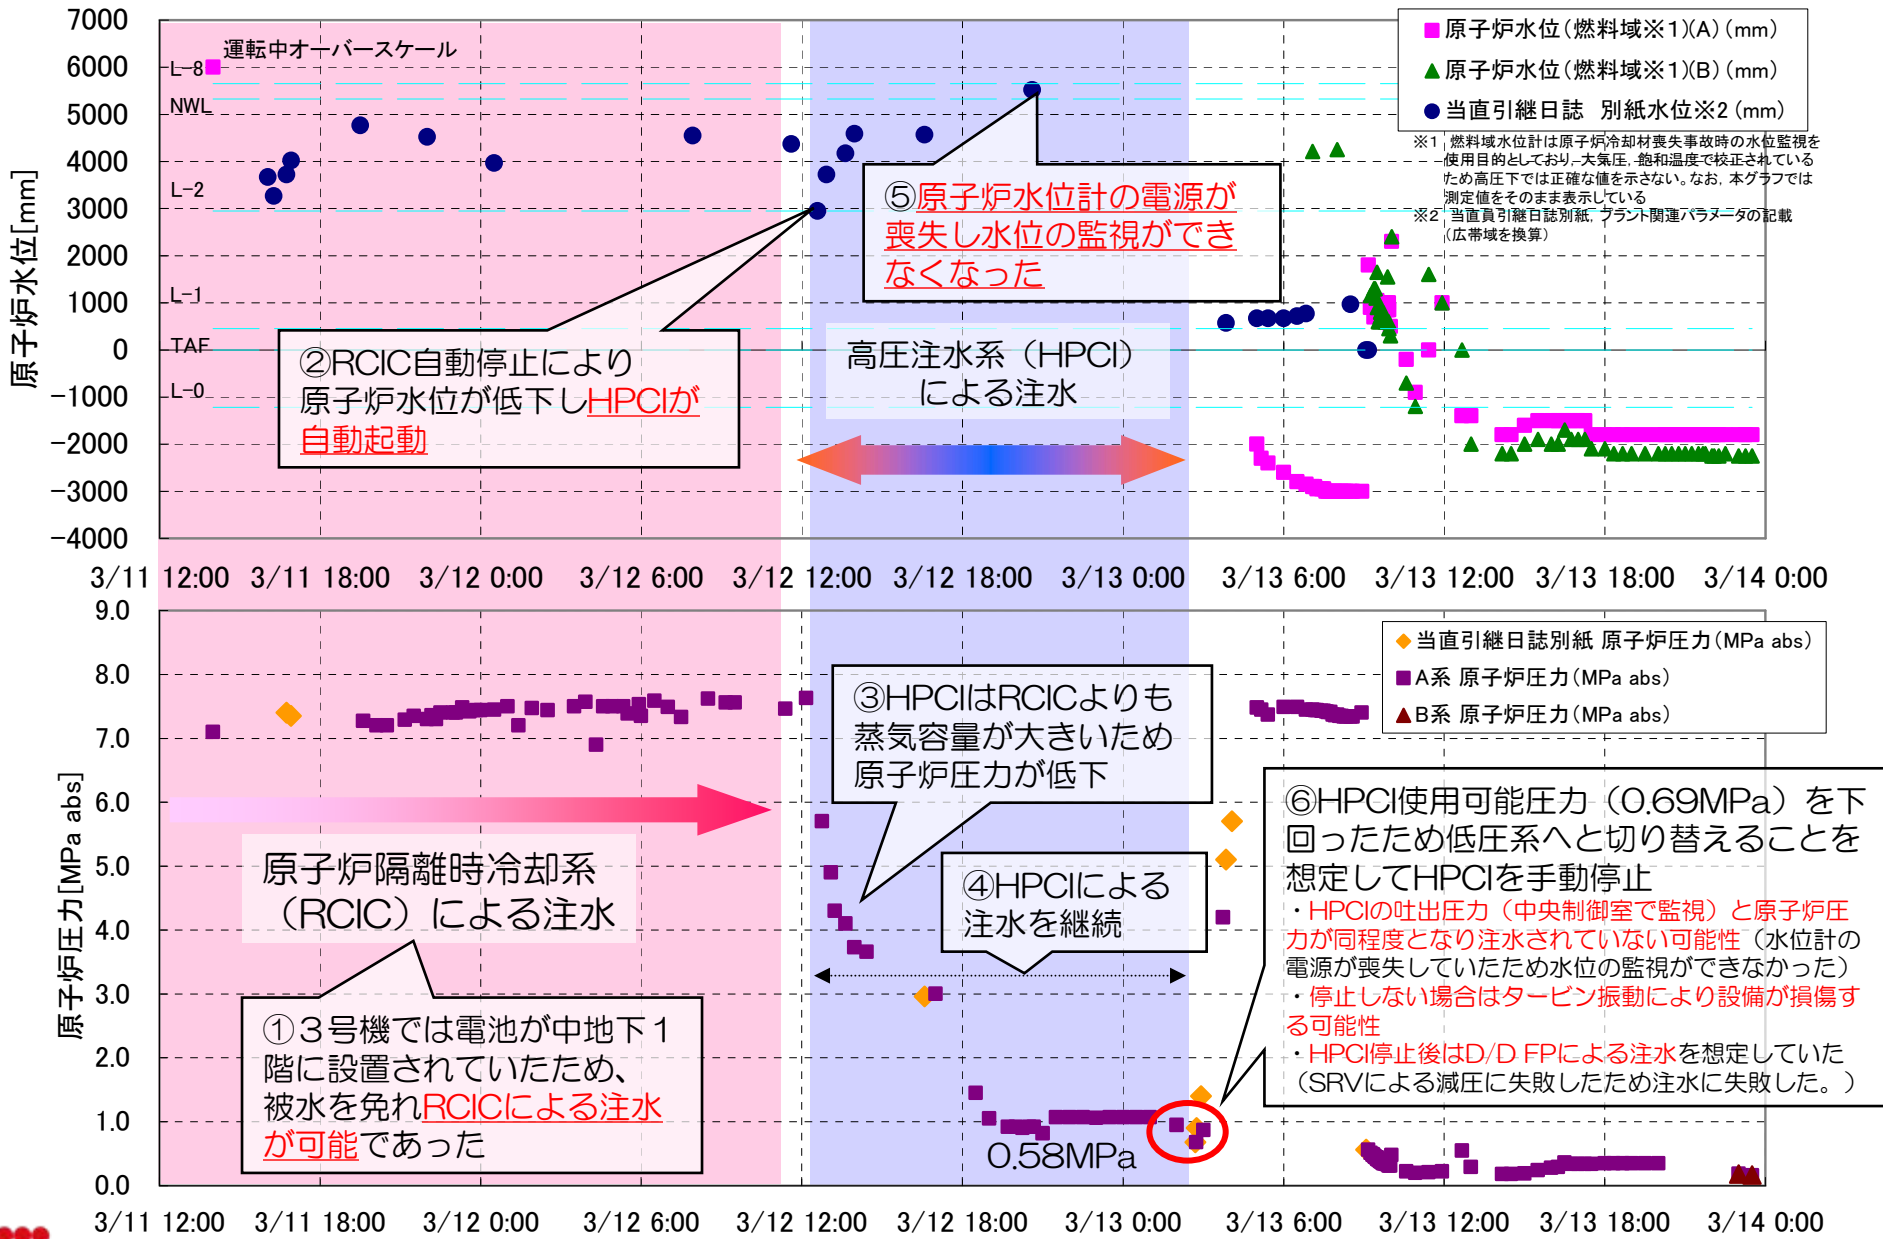 原子炉水位[mm]
7000
6000
5000
4000
3000
2000
1000
0
−1000
−2000
−3000
−4000
L−8
NWL
L−2
L−1
TAF
L−0
運転中オーバースケール
原子炉水位(燃料域※1)(A) (mm)
原子炉水位(燃料域※1)(B) (mm)
当直引継日誌 別紙水位※2 (mm)
※1 燃料域水位計は原子炉冷却材喪失事故時の水位監視を
使用目的としており、大気圧、飽和温度で校正されている
ため高圧下では正確な値を示さない。なお、本グラフでは
測定値をそのまま表示している
※2 当直員引継日誌別紙、プラント関連パラメータの記載
(広帯域を換算)
⑤原子炉水位計の電源が
喪失し水位の監視ができ
なくなった
②RCIC自動停止により
原子炉水位が低下しHPCIが
自動起動
高圧注水系（HPCI）
による注水
3/11 12:00 3/11 18:00 3/12 0:00 3/12 6:00 3/12 12:00 3/12 18:00 3/13 0:00 3/13 6:00 3/13 12:00 3/13 18:00 3/14 0:00
原子炉圧力[MPa abs]
9.0
8.0
7.0
6.0
5.0
4.0
3.0
2.0
1.0
0.0
当直引継日誌別紙 原子炉圧力(MPa abs)
A系 原子炉圧力(MPa abs)
B系 原子炉圧力(MPa abs)
③HPCIはRCICよりも
蒸気容量が大きいため
原子炉圧力が低下
原子炉隔離時冷却系
（RCIC）による注水
④HPCIによる
注水を継続
①３号機では電池が中地下１
階に設置されていたため、
被水を免れRCICによる注水
が可能であった
0.58MPa
⑥HPCI使用可能圧力（0.69MPa）を下
回ったため低圧系へと切り替えることを
想定してHPCIを手動停止
・HPCIの吐出圧力（中央制御室で監視）と原子炉圧
力が同程度となり注水されていない可能性（水位計の
電源が喪失していたため水位の監視ができなかった）
・停止しない場合はタービン振動により設備が損傷す
る可能性
・HPCI停止後はD/D FPによる注水を想定していた
（SRVによる減圧に失敗したため注水に失敗した。）
3/11 12:00 3/11 18:00 3/12 0:00 3/12 6:00 3/12 12:00 3/12 18:00 3/13 0:00 3/13 6:00 3/13 12:00 3/13 18:00 3/14 0:00